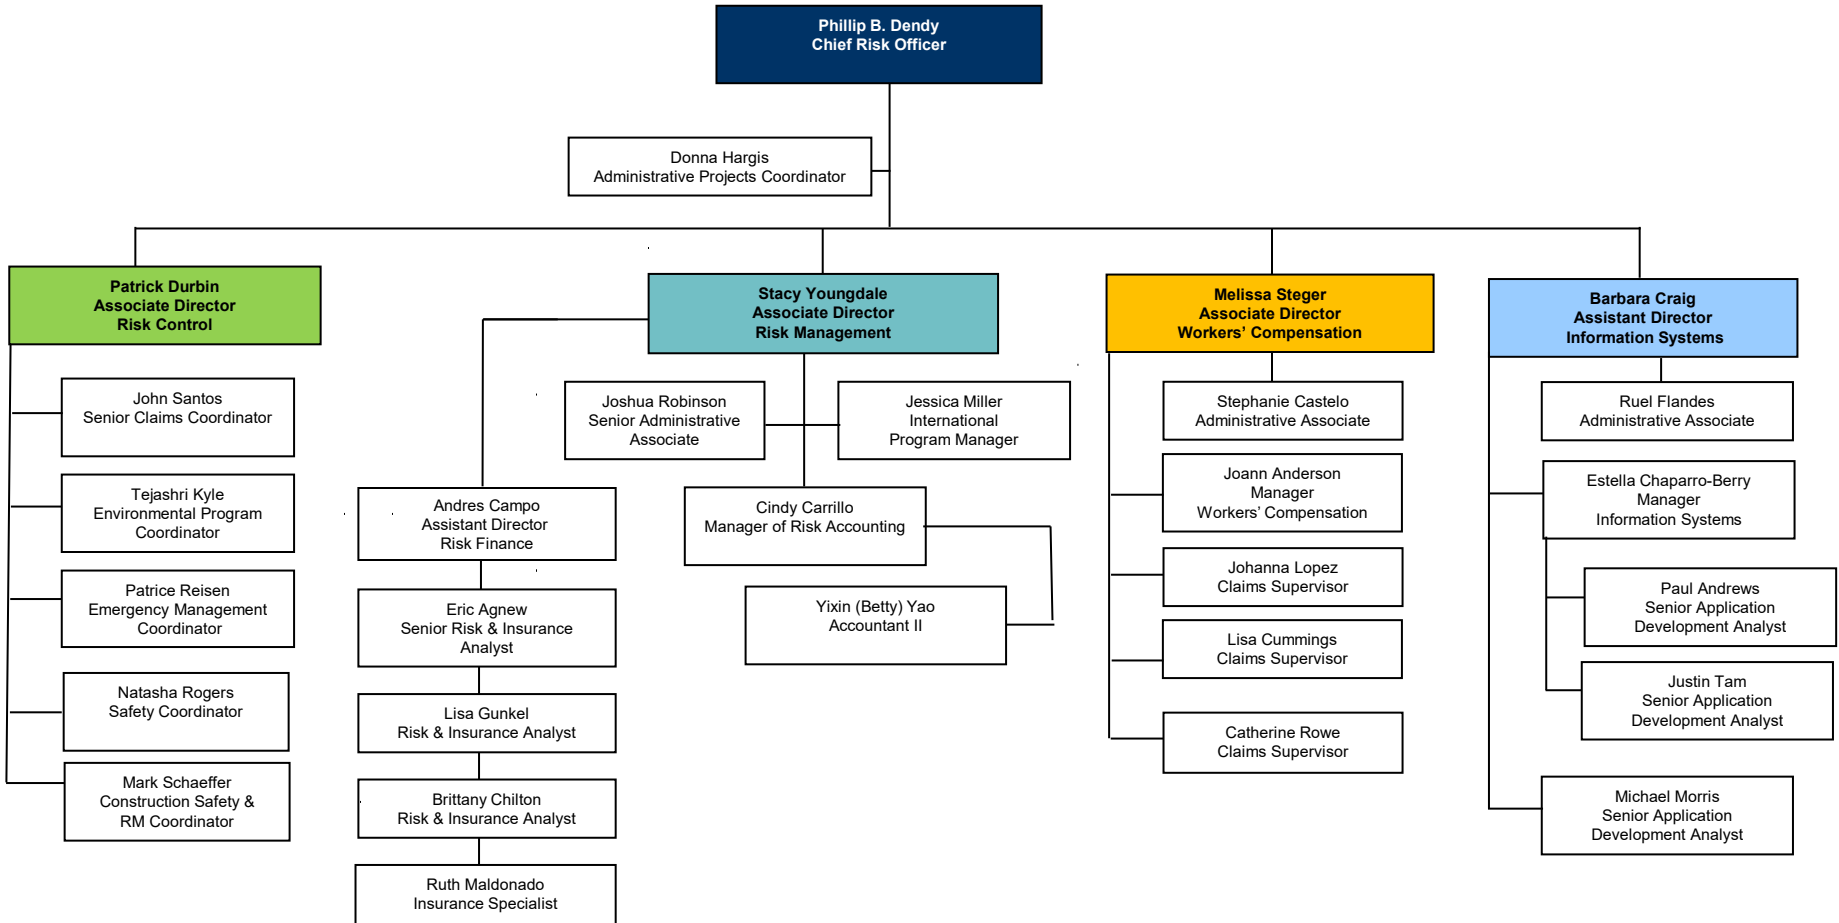 Phillip B. Dendy
Chief Risk Officer
Donna Hargis
Administrative Projects Coordinator
Patrick Durbin
Associate Director
Risk Control
John Santos
Senior Claims Coordinator
Tejashri Kyle
Environmental Program
Coordinator
Patrice Reisen
Emergency Management
Coordinator
Natasha Rogers
Safety Coordinator
Mark Schaeffer
Construction Safety &
RM Coordinator
Stacy Youngdale
Associate Director
Risk Management
Joshua Robinson
Senior Administrative
Associate
Jessica Miller
International
Program Manager
Andres Campo
Assistant Director
Risk Finance
Eric Agnew
Senior Risk & Insurance
Analyst
Lisa Gunkel
Risk & Insurance Analyst
Brittany Chilton
Risk & Insurance Analyst
Ruth Maldonado
Insurance Specialist
Cindy Carrillo
Manager of Risk Accounting
Yixin (Betty) Yao
Accountant II
Melissa Steger
Associate Director
Workers' Compensation
Stephanie Castelo
Administrative Associate
Joann Anderson
Manager
Workers' Compensation
Johanna Lopez
Claims Supervisor
Lisa Cummings
Claims Supervisor
Catherine Rowe
Claims Supervisor
Barbara Craig
Assistant Director
Information Systems
Ruel Flandes
Administrative Associate
Estella Chaparro-Berry
Manager
Information Systems
Paul Andrews
Senior Application
Development Analyst
Justin Tam
Senior Application
Development Analyst
Michael Morris
Senior Application
Development Analyst